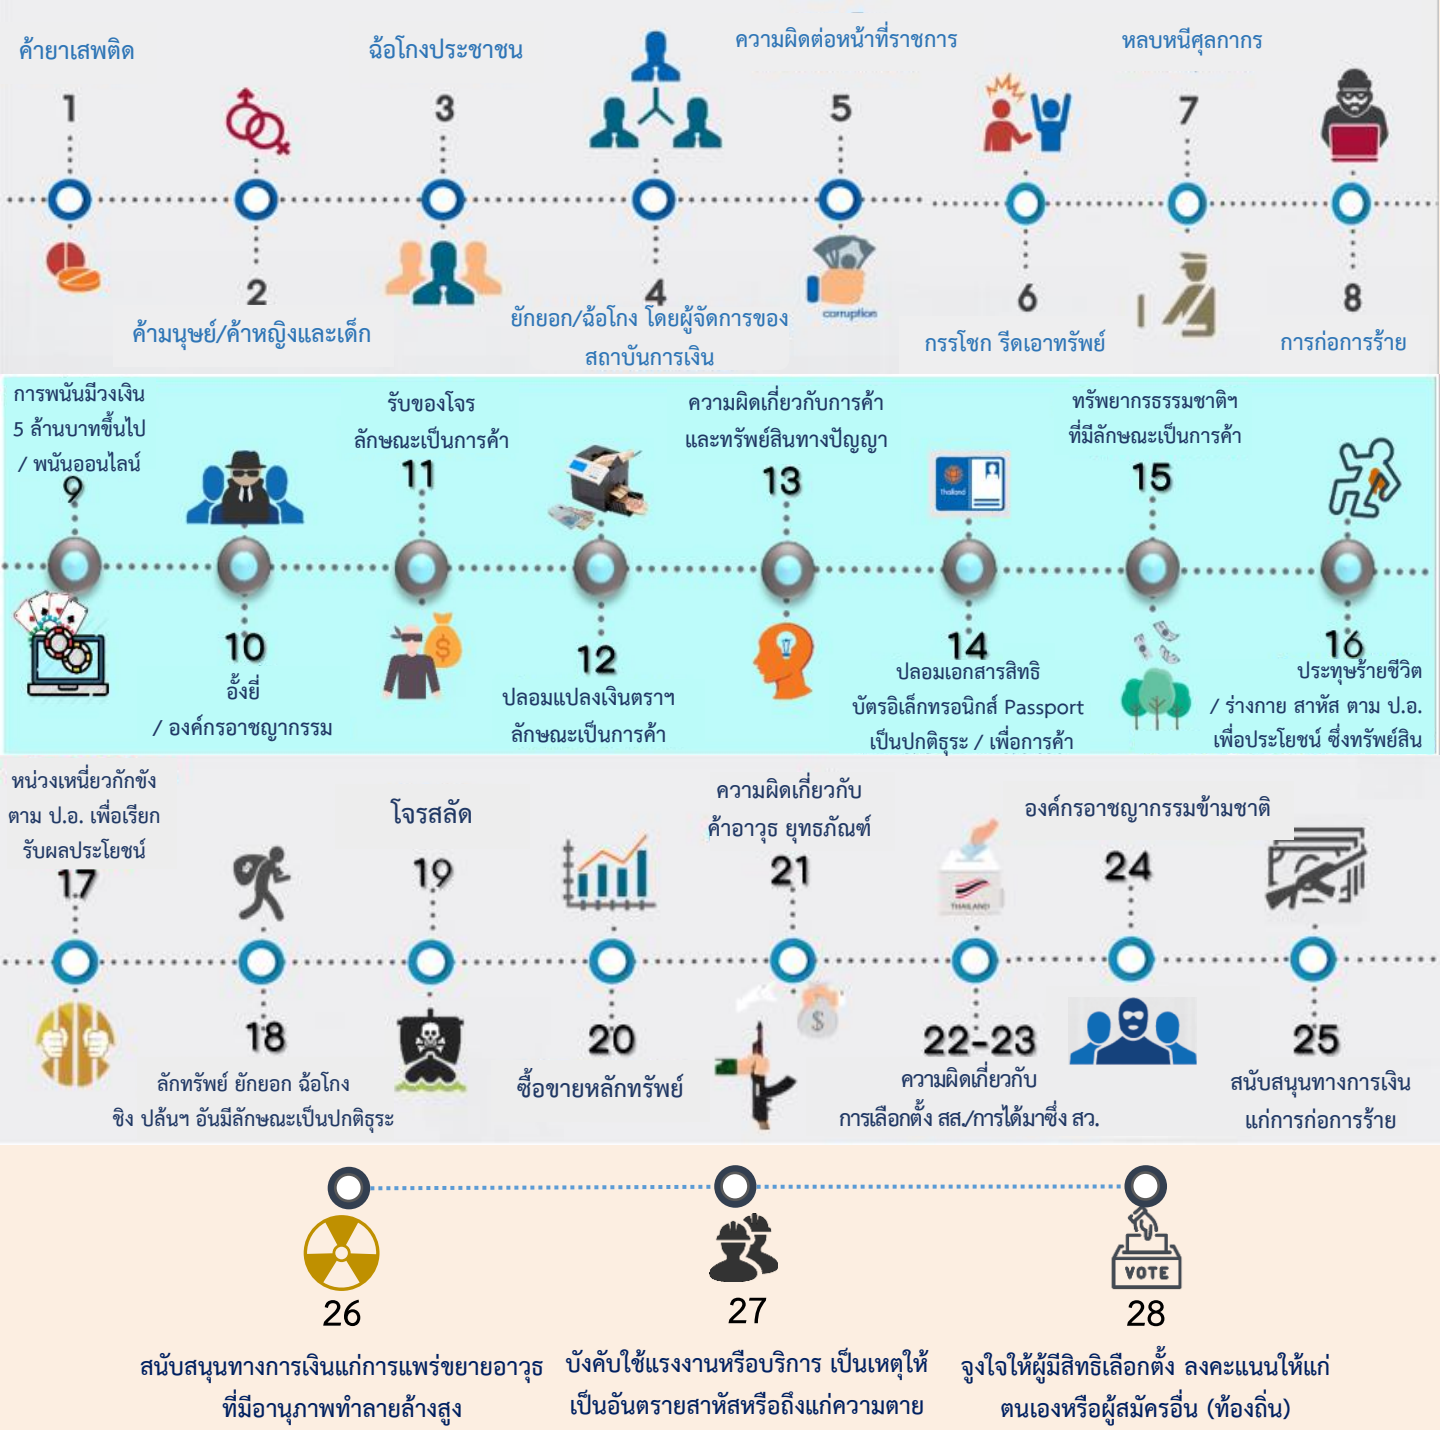 ค้ายาเสพติด
1
2
ค้ามนุษย์/ค้าหญิงและเด็ก
ฉ้อโกงประชาชน
3
4
ยักยอก/ฉ้อโกง โดยผู้จัดการของ
สถาบันการเงิน
ความผิดต่อหน้าที่ราชการ
5
corruption
6
กรรโชก รีดเอาทรัพย์
หลบหนีศุลกากร
7
8
การก่อการร้าย
การพนันมีวงเงิน
5 ล้านบาทขึ้นไป
/ พนันออนไลน์
9
10
อั้งยี่
/ องค์กรอาชญากรรม
รับของโจร
ลักษณะเป็นการค้า
11
12
ปลอมแปลงเงินตราฯ
ลักษณะเป็นการค้า
ความผิดเกี่ยวกับการค้า
และทรัพย์สินทางปัญญา
13
Thailand
14
ปลอมเอกสารสิทธิ
บัตรอิเล็กทรอนิกส์ Passport
เป็นปกติธุระ / เพื่อการค้า
ทรัพยากรธรรมชาติฯ
ที่มีลักษณะเป็นการค้า
15
16
ประทุษร้ายชีวิต
/ ร่างกาย สาหัส ตาม ป.อ.
เพื่อประโยชน์ ซึ่งทรัพย์สิน
หน่วงเหนี่ยวกักขัง
ตาม ป.อ. เพื่อเรียก
รับผลประโยชน์
17
18
ลักทรัพย์ ยักยอก ฉ้อโกง
ชิง ปล้นฯ อันมีลักษณะเป็นปกติธุระ
โจรสลัด
19
20
ซื้อขายหลักทรัพย์
ความผิดเกี่ยวกับ
ค้าอาวุธ ยุทธภัณฑ์
21
THAILAND
22-23
ความผิดเกี่ยวกับ
การเลือกตั้ง สส./การได้มาซึ่ง สว.
องค์กรอาชญากรรมข้ามชาติ
24
25
สนับสนุนทางการเงิน
แก่การก่อการร้าย
26
สนับสนุนทางการเงินแก่การแพร่ขยายอาวุธ
ที่มีอานุภาพทำลายล้างสูง
27
บังคับใช้แรงงานหรือบริการ เป็นเหตุให้
เป็นอันตรายสาหัสหรือถึงแก่ความตาย
VOTE
28
จูงใจให้ผู้มีสิทธิเลือกตั้ง ลงคะแนนให้แก่
ตนเองหรือผู้สมัครอื่น (ท้องถิ่น)